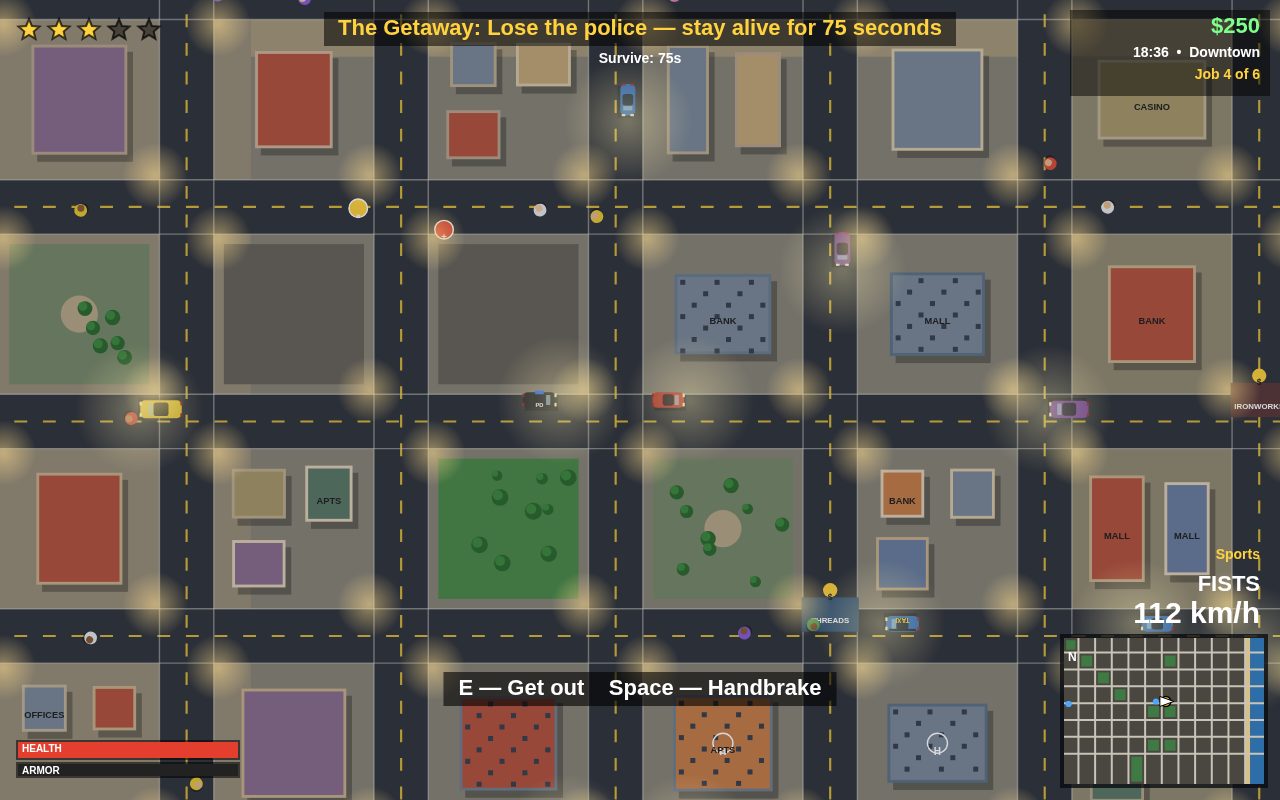 The Getaway: Lose the police — stay alive for 75 seconds
Survive: 75s
$250
18:36 • Downtown
Job 4 of 6
CASINO
BANK
MALL
BANK
PD
IRONWORKS
APTS
BANK
MALL
MALL
Sports
FISTS
112 km/h
THREADS
TAXI
N
E — Get out    Space — Handbrake
OFFICES
APTS
H
HEALTH
ARMOR